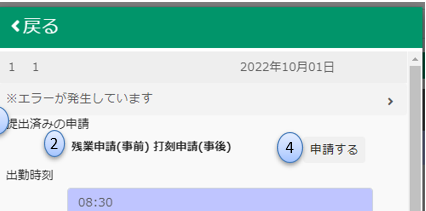 戻る
1 1 2022年10月01日
※エラーが発生しています
提出済みの申請
2 残業申請(事前) 打刻申請(事後) 4 申請する
出勤時刻
08:30